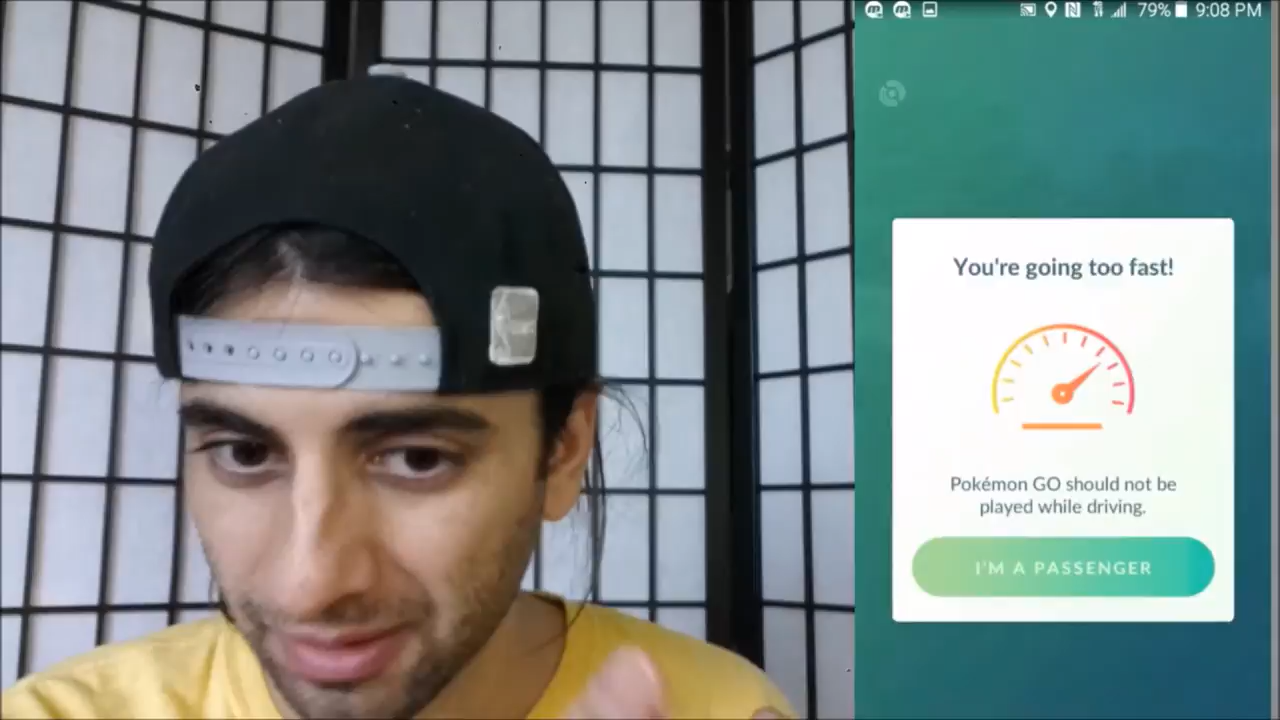 79% 9:08 PM
You're going too fast!
Pokémon GO should not be
played while driving.
I'M A PASSENGER